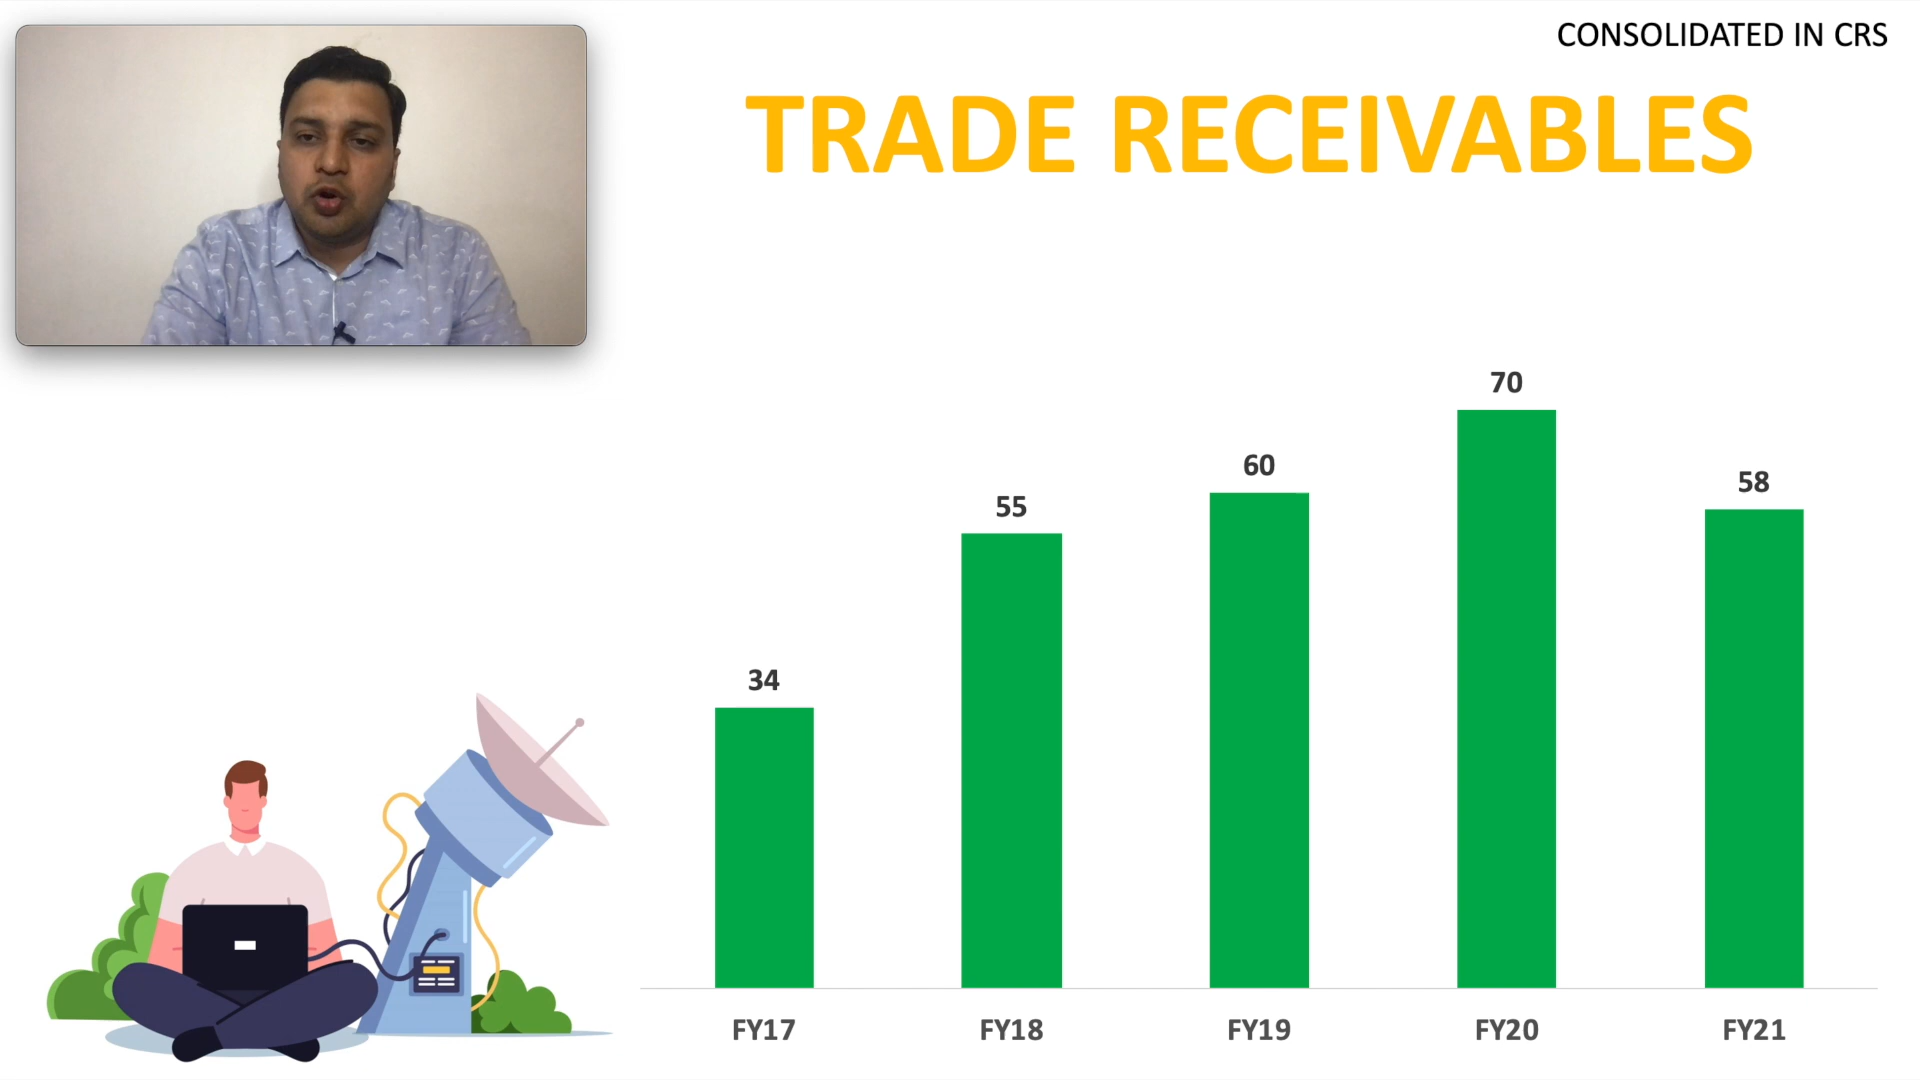 CONSOLIDATED IN CRS
TRADE RECEIVABLES
70
60
58
55
34
FY17 FY18 FY19 FY20 FY21